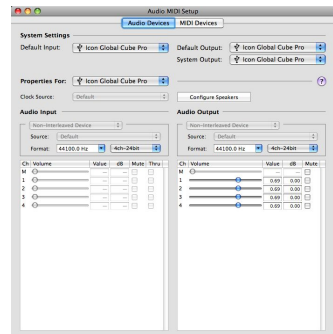 Audio MIDI Setup
Audio Devices MIDI Devices
System Settings
Default Input: Icon Global Cube Pro
Default Output: Icon Global Cube Pro
System Output: Icon Global Cube Pro
Properties For: Icon Global Cube Pro ?
Clock Source: Default Configure Speakers
Audio Input
Non-Interleaved Device
Source: Default
Format: 44100.0 Hz 4ch-24bit
Ch Volume Value dB Mute Thru
M -- --
1 -- --
2 -- --
3 -- --
4 -- --
Audio Output
Non-Interleaved Device
Source: Default
Format: 44100.0 Hz 4ch-24bit
Ch Volume Value dB Mute
M -- --
1 0.69 0.00
2 0.69 0.00
3 0.69 0.00
4 0.69 0.00